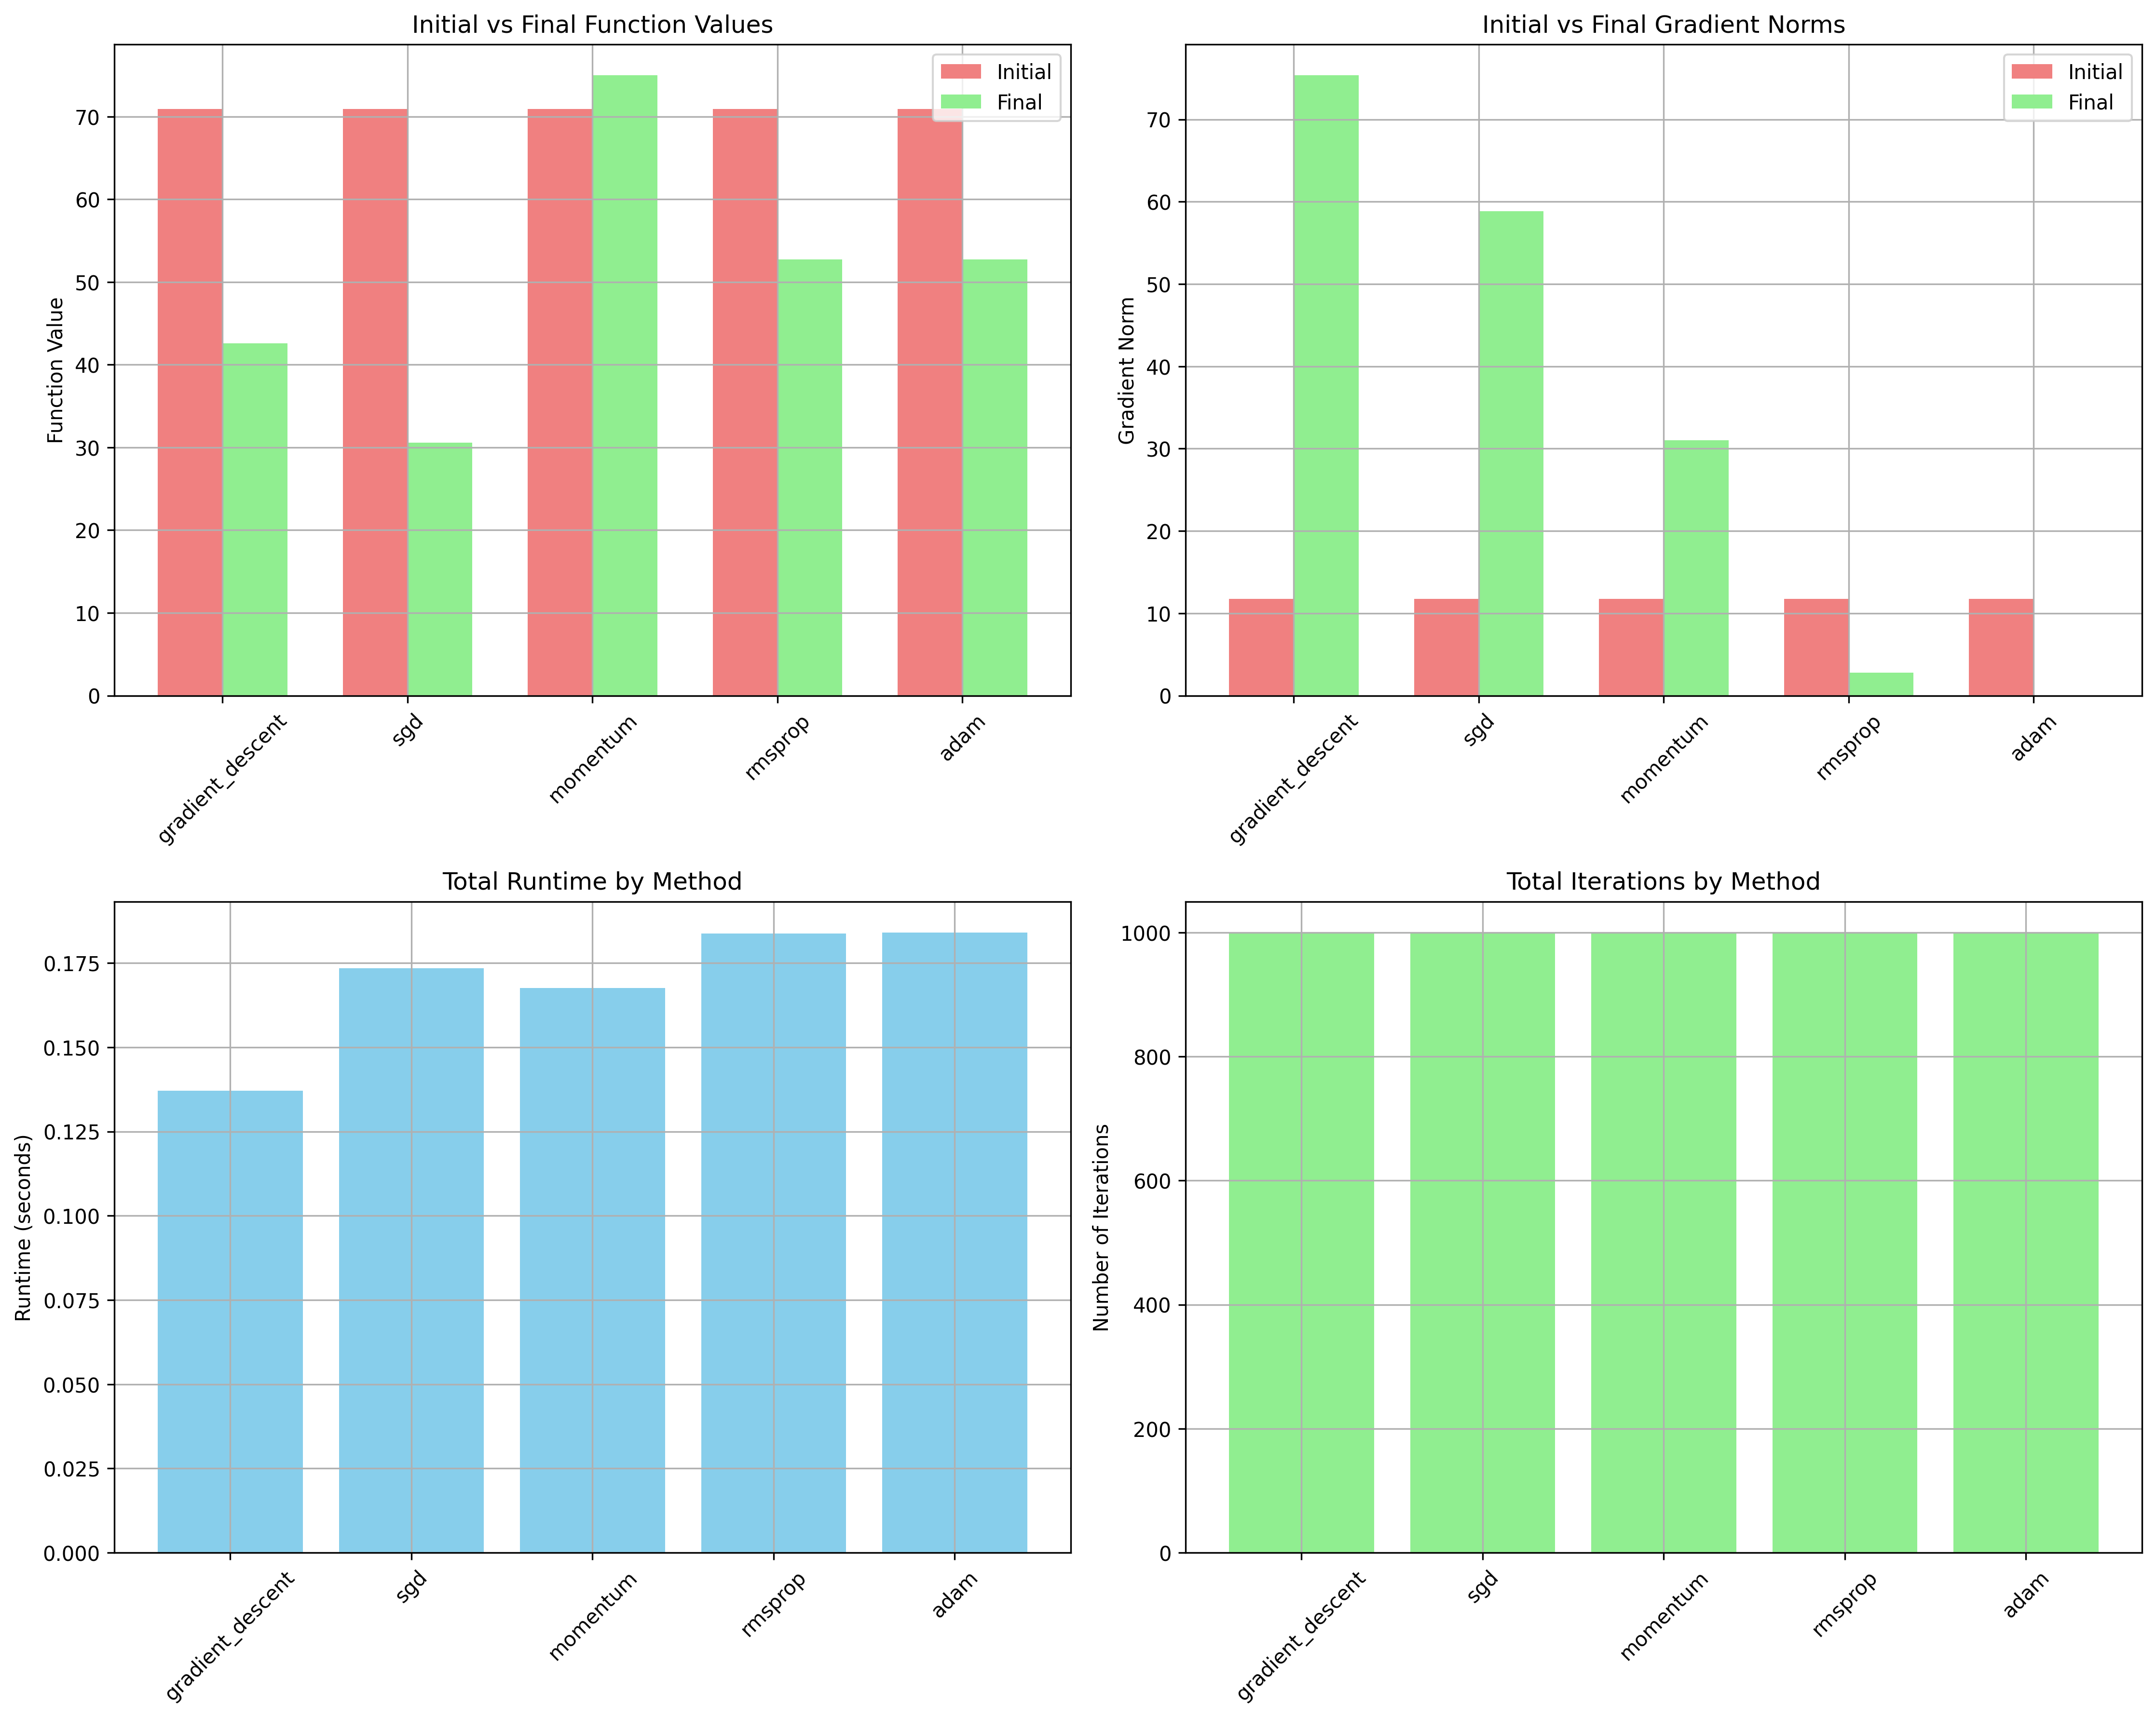 Initial vs Final Function Values
Function Value
70
60
50
40
30
20
10
0
Initial
Final
gradient_descent
sgd
momentum
rmsprop
adam
Initial vs Final Gradient Norms
Gradient Norm
70
60
50
40
30
20
10
0
Initial
Final
gradient_descent
sgd
momentum
rmsprop
adam
Total Runtime by Method
Runtime (seconds)
0.175
0.150
0.125
0.100
0.075
0.050
0.025
0.000
gradient_descent
sgd
momentum
rmsprop
adam
Total Iterations by Method
Number of Iterations
1000
800
600
400
200
0
gradient_descent
sgd
momentum
rmsprop
adam